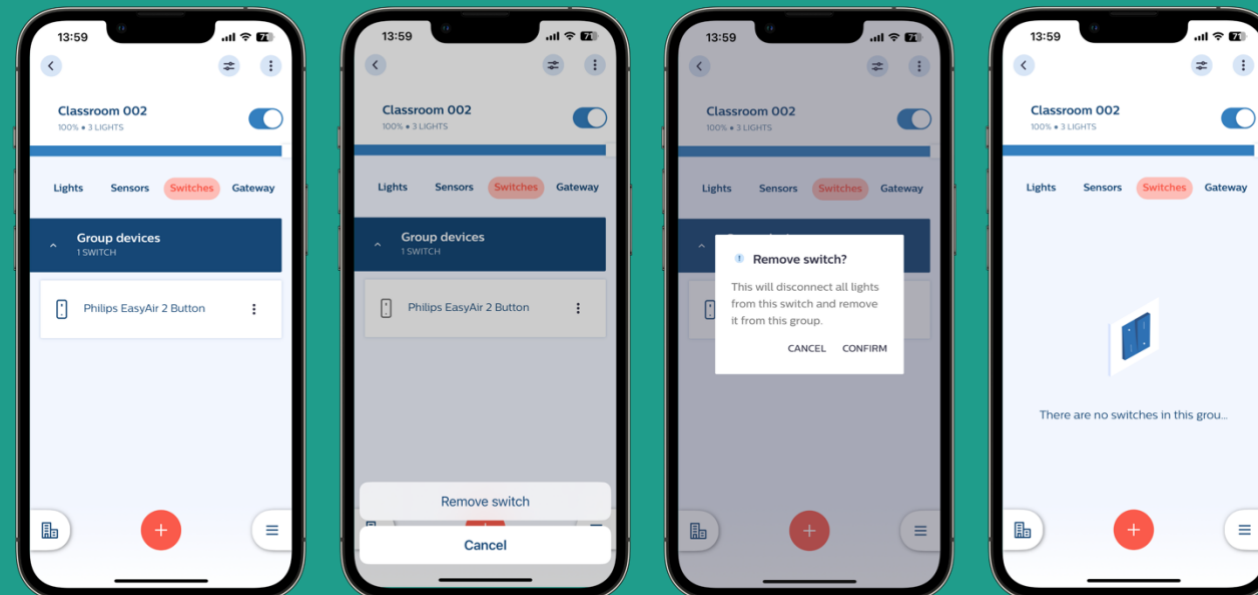 13:59
71
Classroom 002
100% • 3 LIGHTS
Lights Sensors Switches Gateway
Group devices
1 SWITCH
Philips EasyAir 2 Button
13:59
71
Classroom 002
100% • 3 LIGHTS
Lights Sensors Switches Gateway
Group devices
1 SWITCH
Philips EasyAir 2 Button
Remove switch
Cancel
13:59
71
Classroom 002
100% • 3 LIGHTS
Lights Sensors Switches Gateway
Remove switch?
This will disconnect all lights
from this switch and remove
it from this group.
CANCEL CONFIRM
13:59
71
Classroom 002
100% • 3 LIGHTS
Lights Sensors Switches Gateway
There are no switches in this grou...